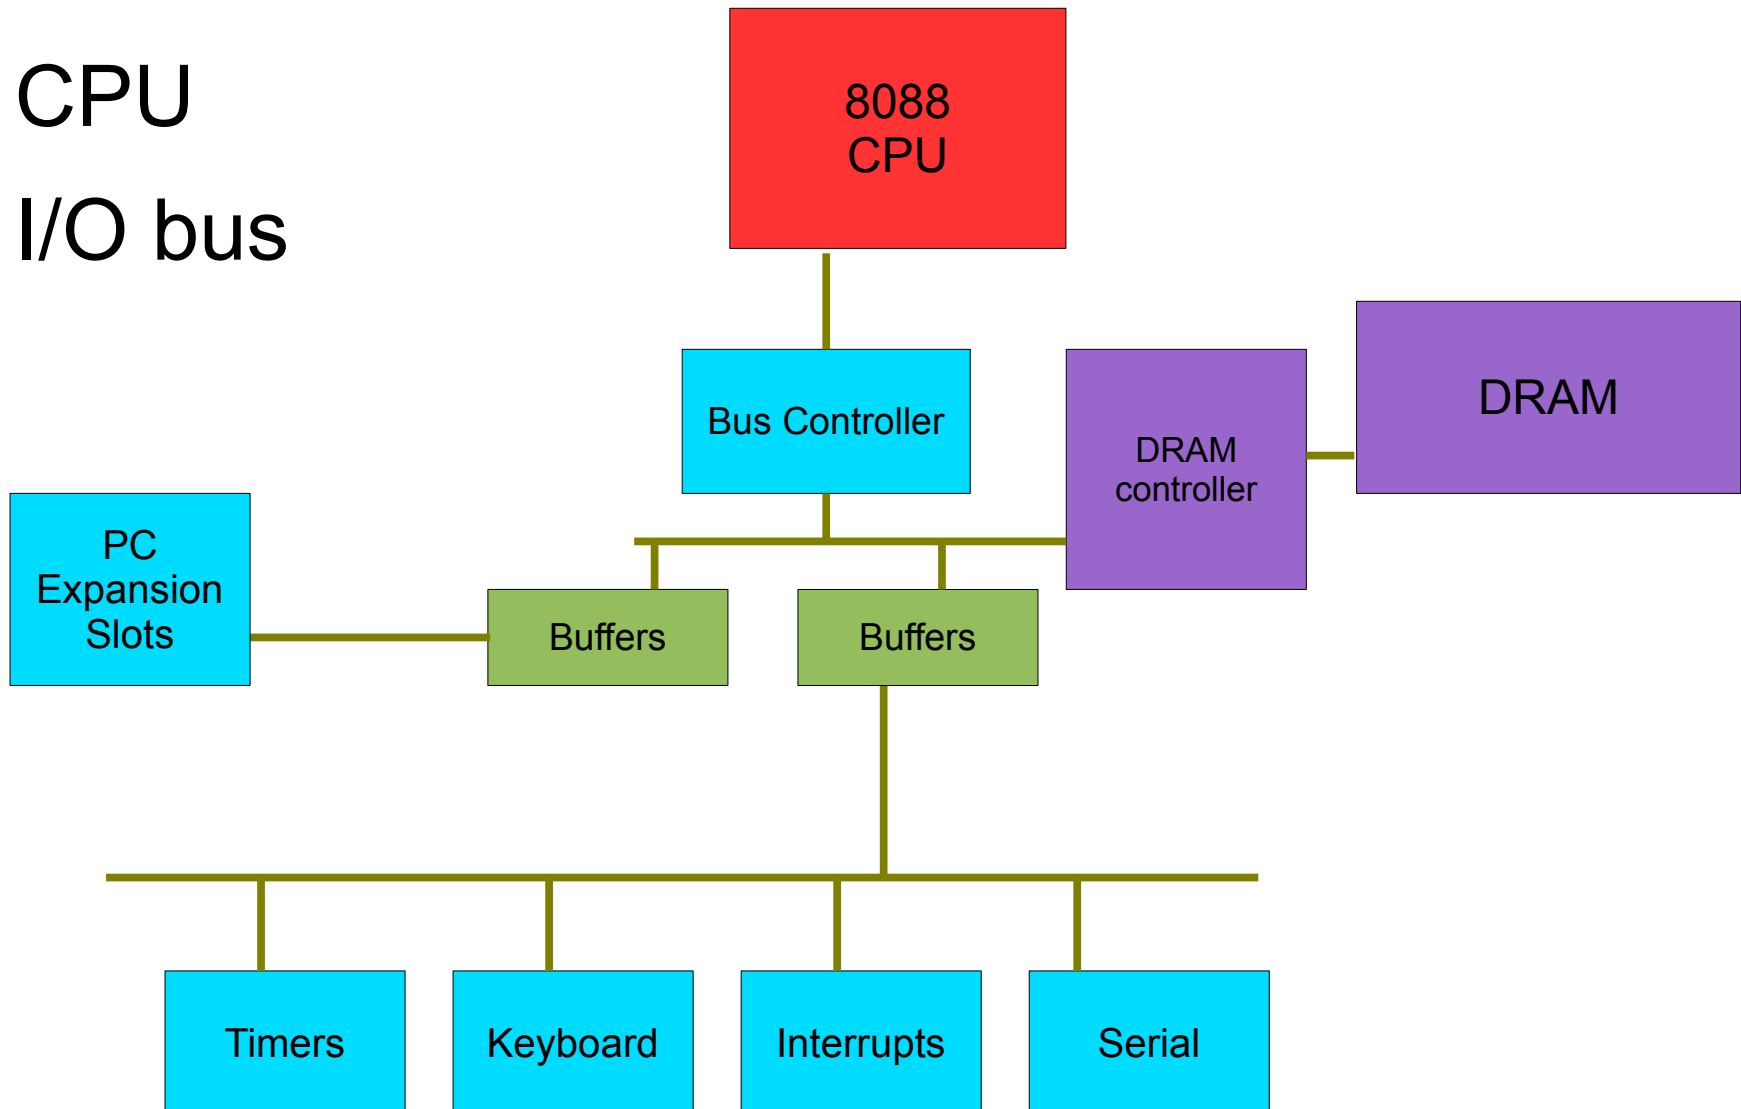 CPU
I/O bus
8088
CPU
Bus Controller
DRAM
controller
DRAM
PC
Expansion
Slots
Buffers
Buffers
Timers
Keyboard
Interrupts
Serial